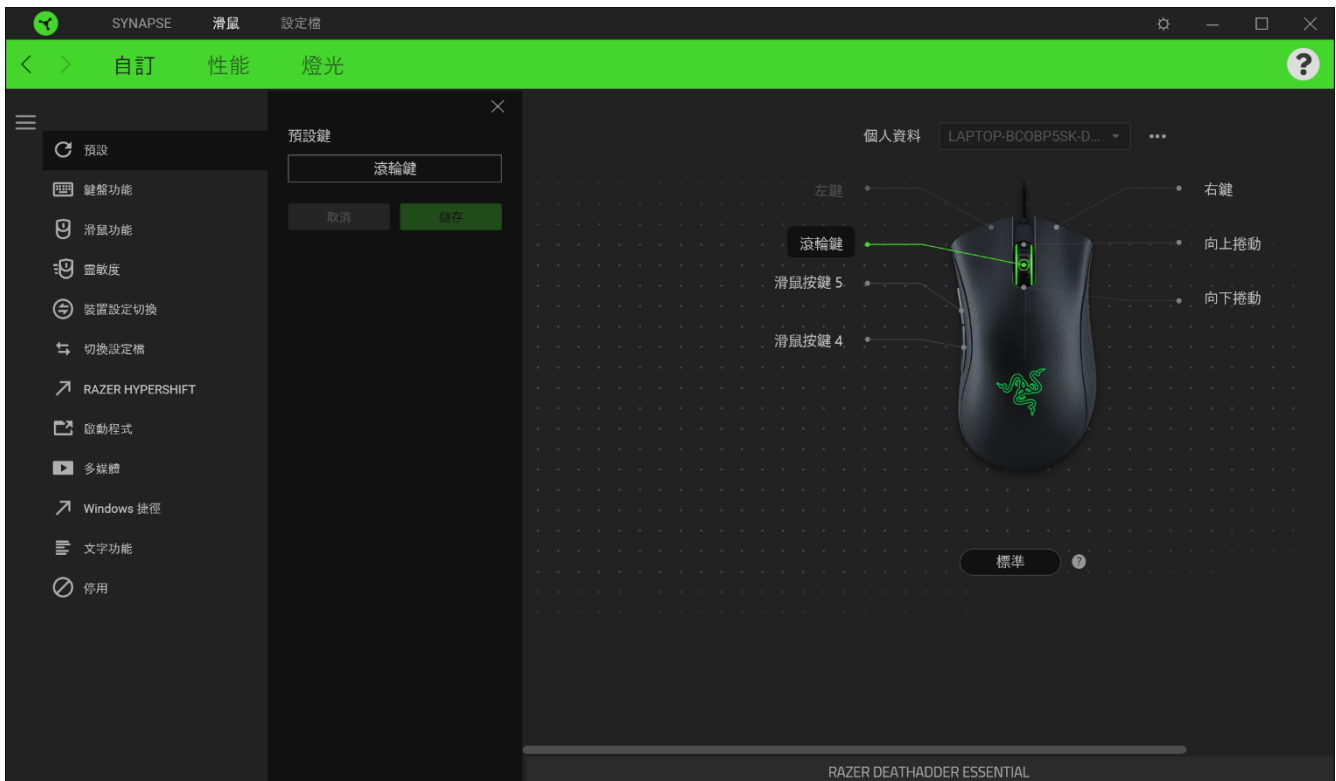 SYNAPSE 滑鼠 設定檔
自訂 性能 燈光
?
預設
鍵盤功能
滑鼠功能
靈敏度
裝置設定切換
切換設定檔
RAZER HYPERSHIFT
啟動程式
多媒體
Windows 捷徑
文字功能
停用
預設鍵
滾輪鍵
取消 儲存
個人資料 LAPTOP-BCOBP5SK-D...
左鍵
滾輪鍵
滑鼠按鍵 5
滑鼠按鍵 4
右鍵
向上捲動
向下捲動
標準 ?
RAZER DEATHADDER ESSENTIAL